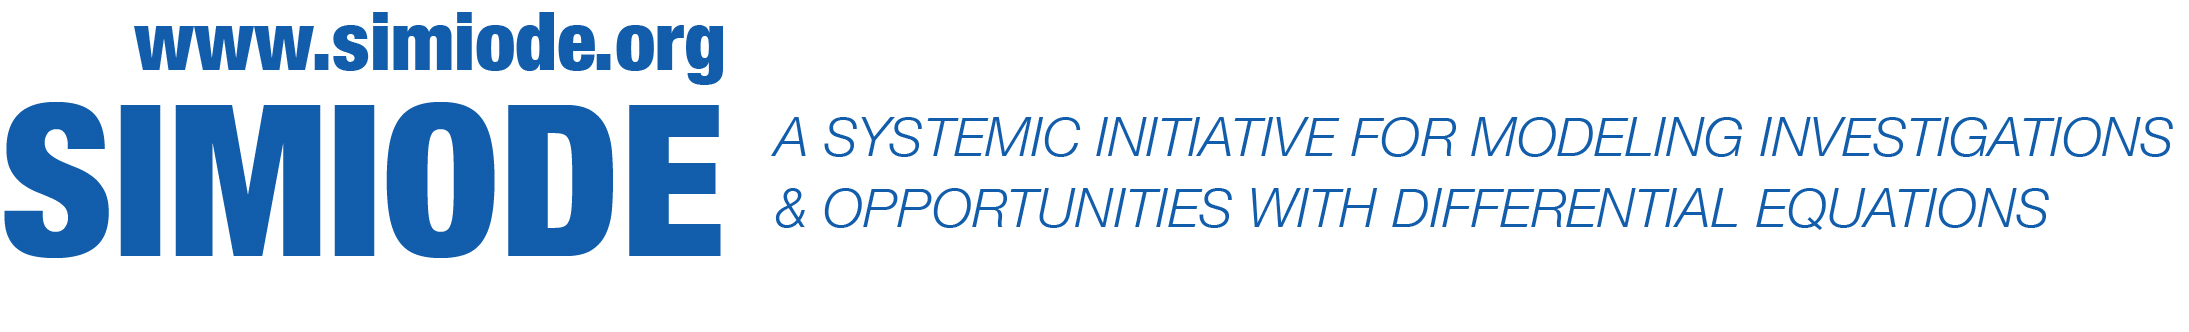 www.simiode.org
SIMIODE
A SYSTEMIC INITIATIVE FOR MODELING INVESTIGATIONS
& OPPORTUNITIES WITH DIFFERENTIAL EQUATIONS